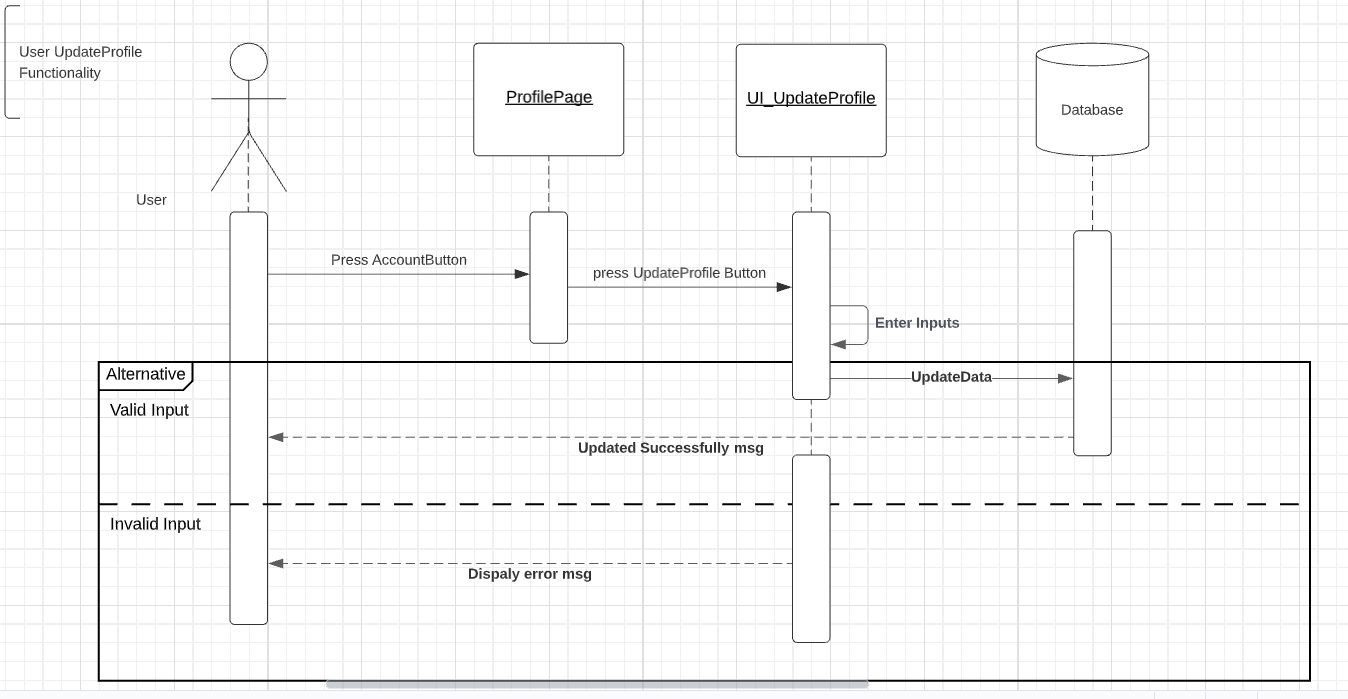 User UpdateProfile
Functionality
ProfilePage
UI_UpdateProfile
Database
User
Press AccountButton
press UpdateProfile Button
Enter Inputs
Alternative
UpdateData
Valid Input
Updated Successfully msg
Invalid Input
Dispaly error msg